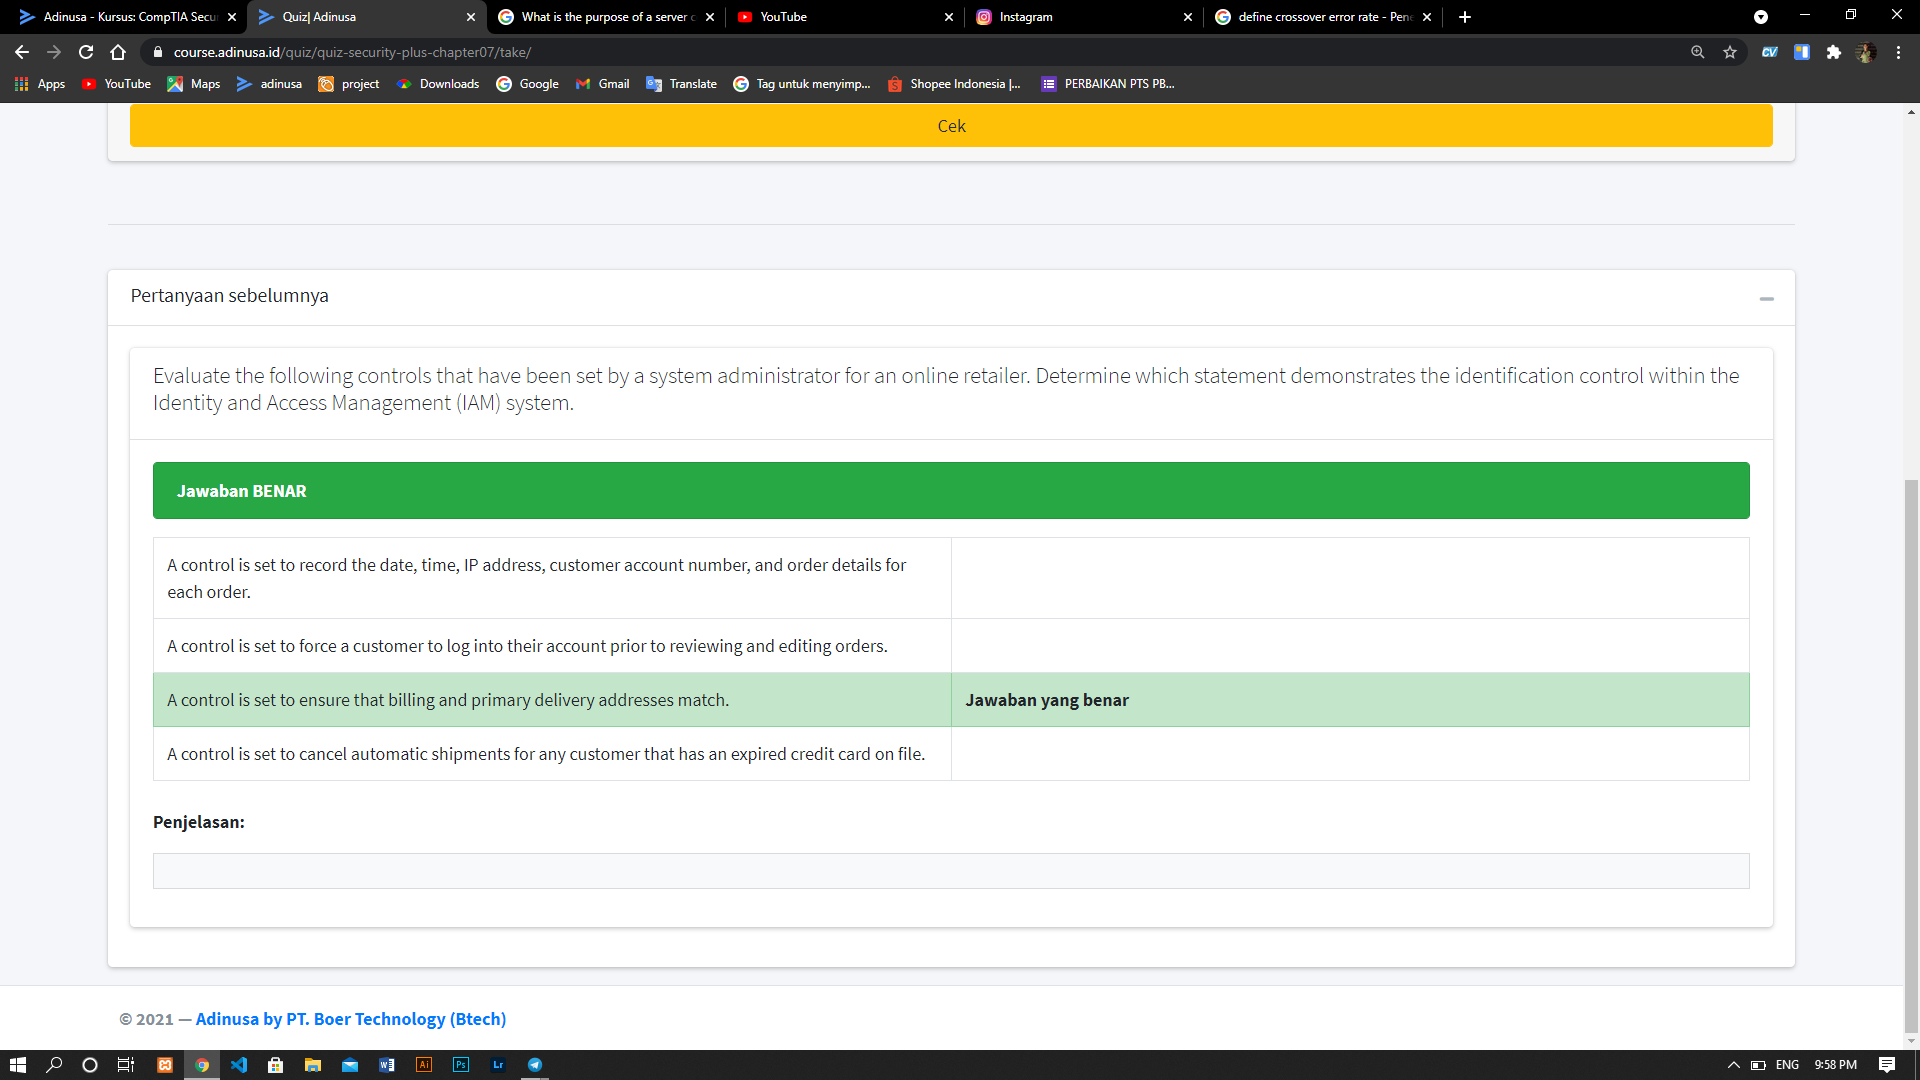 Adinusa - Kursus: CompTIA Secu
Quiz| Adinusa
What is the purpose of a server c
YouTube
Instagram
define crossover error rate - Pene
course.adinusa.id/quiz/quiz-security-plus-chapter07/take/
CV
Apps
YouTube
Maps
adinusa
project
Downloads
Google
Gmail
Translate
Tag untuk menyimp...
Shopee Indonesia |...
PERBAIKAN PTS PB...
Cek
Pertanyaan sebelumnya
Evaluate the following controls that have been set by a system administrator for an online retailer. Determine which statement demonstrates the identification control within the
Identity and Access Management (IAM) system.
Jawaban BENAR
A control is set to record the date, time, IP address, customer account number, and order details for
each order.
A control is set to force a customer to log into their account prior to reviewing and editing orders.
A control is set to ensure that billing and primary delivery addresses match.
Jawaban yang benar
A control is set to cancel automatic shipments for any customer that has an expired credit card on file.
Penjelasan:
© 2021 — Adinusa by PT. Boer Technology (Btech)
Ai
Ps
Lr
ENG
9:58 PM